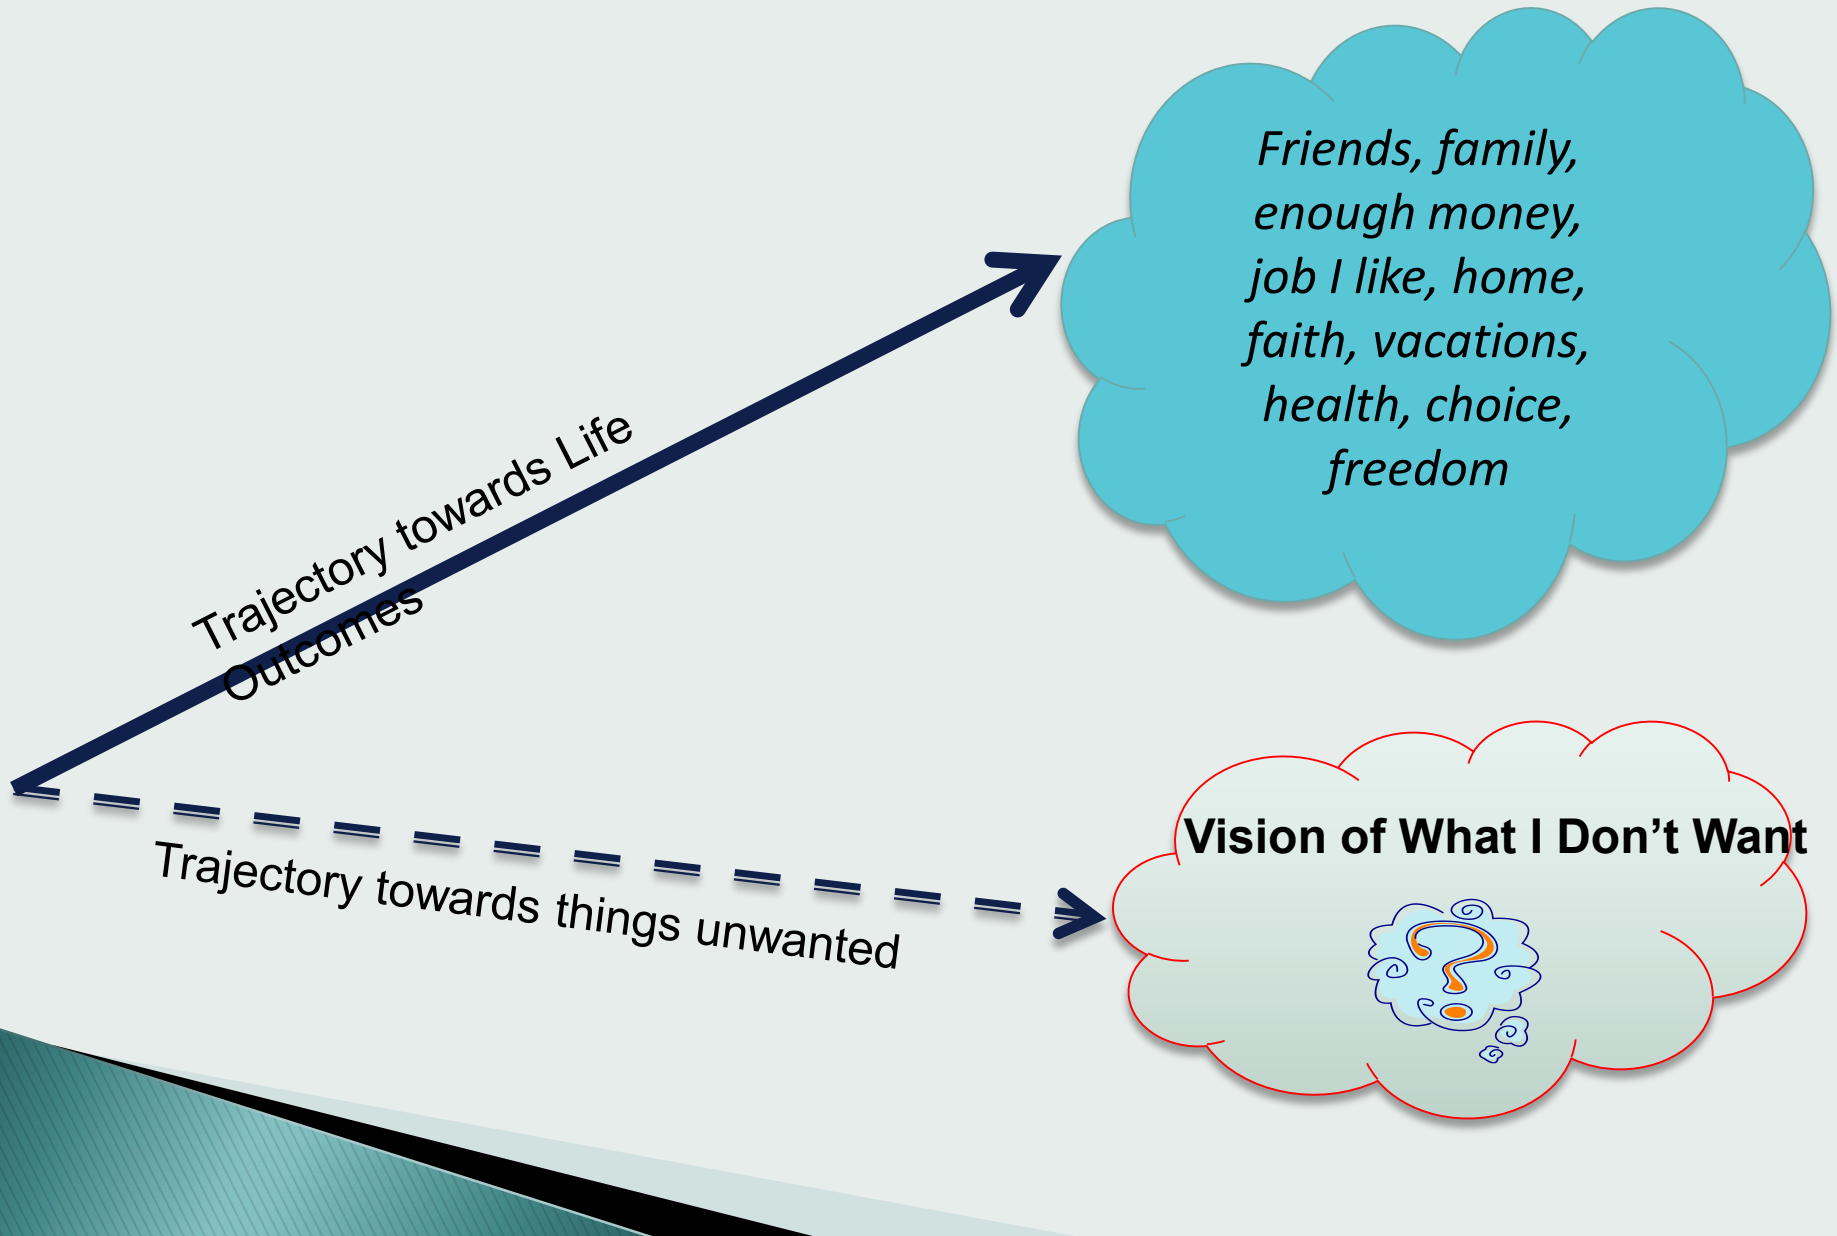 Friends, family,
enough money,
job I like, home,
faith, vacations,
health, choice,
freedom
Trajectory towards Life
Outcomes
Vision of What I Don’t Want
Trajectory towards things unwanted
?